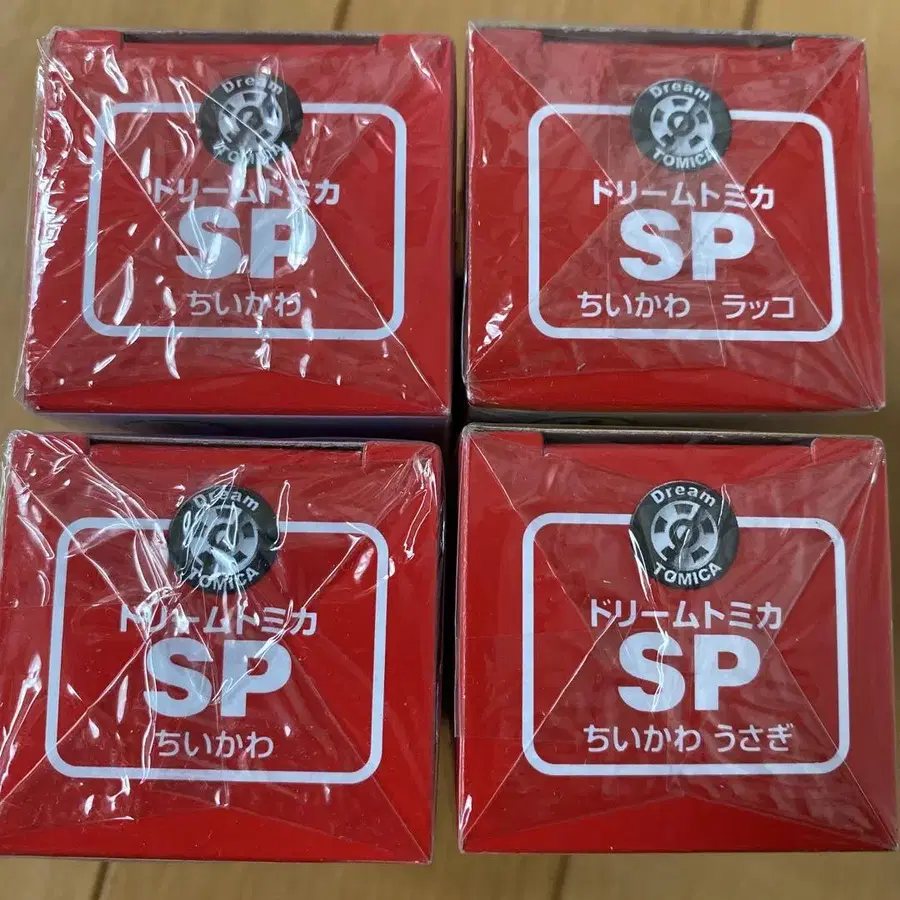 Dream
TOMICA
ドリームトミカ
SP
ちいかわ
Dream
TOMICA
ドリームトミカ
SP
ちいかわ ラッコ
Dream
TOMICA
ドリームトミカ
SP
ちいかわ
Dream
TOMICA
ドリームトミカ
SP
ちいかわ うさぎ